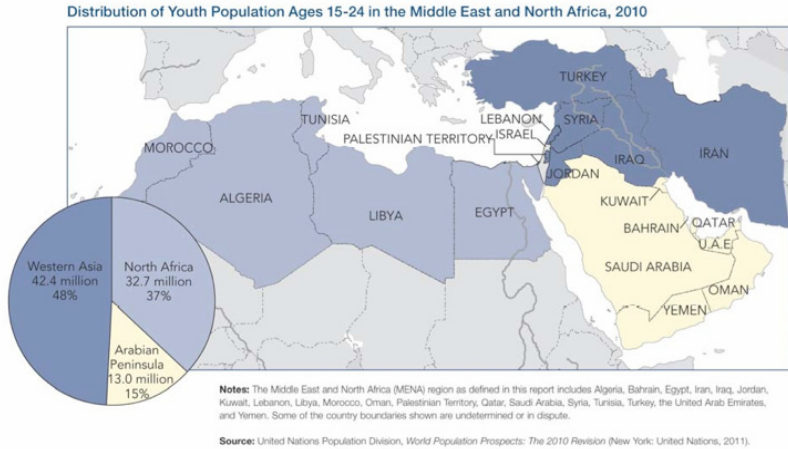 Distribution of Youth Population Ages 15-24 in the Middle East and North Africa, 2010
TURKEY
TUNISIA
LEBANON
SYRIA
ISRAEL
PALESTINIAN TERRITORY
MOROCCO
IRAQ
IRAN
JORDAN
ALGERIA
KUWAIT
LIBYA
EGYPT
BAHRAIN
QATAR
U.A.E.
SAUDI ARABIA
OMAN
YEMEN
Western Asia
42.4 million
48%
North Africa
32.7 million
37%
Arabian
Peninsula
13.0 million
15%
Notes: The Middle East and North Africa (MENA) region as defined in this report includes Algeria, Bahrain, Egypt, Iran, Iraq, Jordan,
Kuwait, Lebanon, Libya, Morocco, Oman, Palestinian Territory, Qatar, Saudi Arabia, Syria, Tunisia, Turkey, the United Arab Emirates,
and Yemen. Some of the country boundaries shown are undetermined or in dispute.
Source: United Nations Population Division, World Population Prospects: The 2010 Revision (New York: United Nations, 2011).